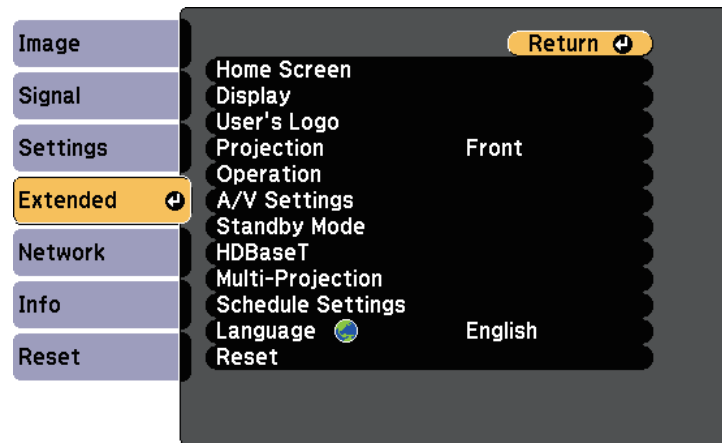 Image
Signal
Settings
Extended
Network
Info
Reset
Return
Home Screen
Display
User's Logo
Projection Front
Operation
A/V Settings
Standby Mode
HDBaseT
Multi-Projection
Schedule Settings
Language English
Reset